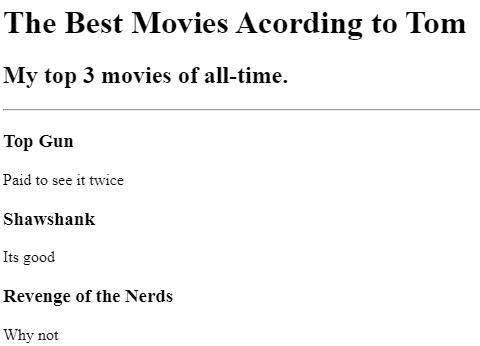 The Best Movies Acording to Tom
My top 3 movies of all-time.
Top Gun
Paid to see it twice
Shawshank
Its good
Revenge of the Nerds
Why not